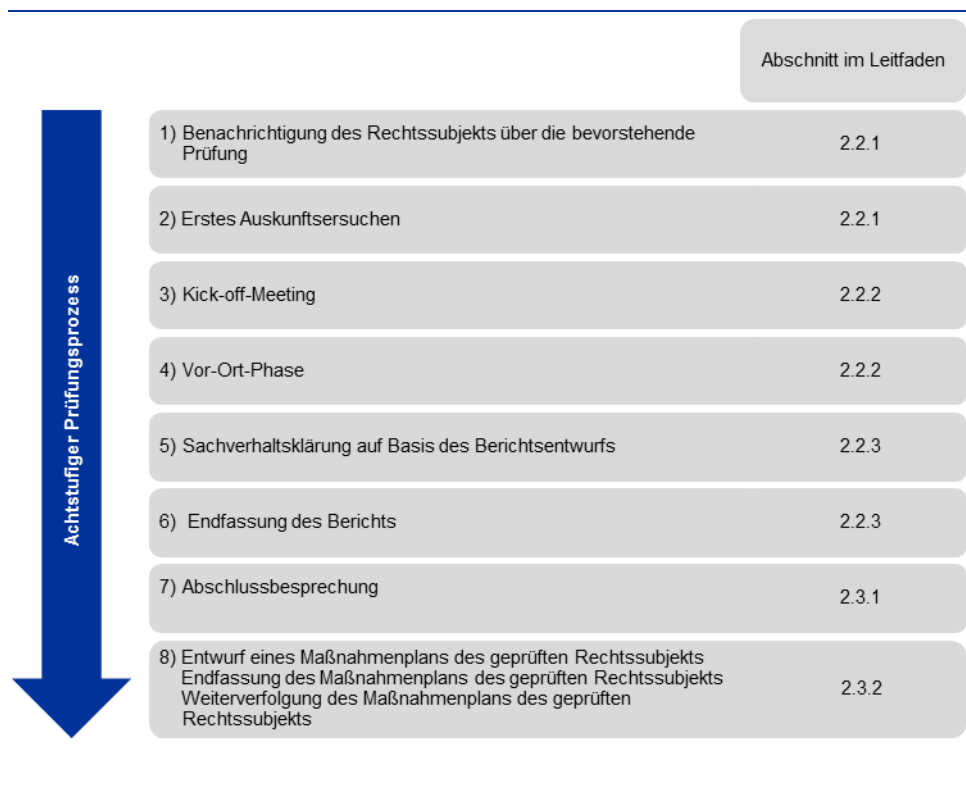 Abschnitt im Leitfaden
Achtstufiger Prüfungsprozess
1) Benachrichtigung des Rechtssubjekts über die bevorstehende
Prüfung
2.2.1
2) Erstes Auskunftsersuchen
2.2.1
3) Kick-off-Meeting
2.2.2
4) Vor-Ort-Phase
2.2.2
5) Sachverhaltsklärung auf Basis des Berichtsentwurfs
2.2.3
6) Endfassung des Berichts
2.2.3
7) Abschlussbesprechung
2.3.1
8) Entwurf eines Maßnahmenplans des geprüften Rechtssubjekts
Endfassung des Maßnahmenplans des geprüften Rechtssubjekts
Weiterverfolgung des Maßnahmenplans des geprüften
Rechtssubjekts
2.3.2